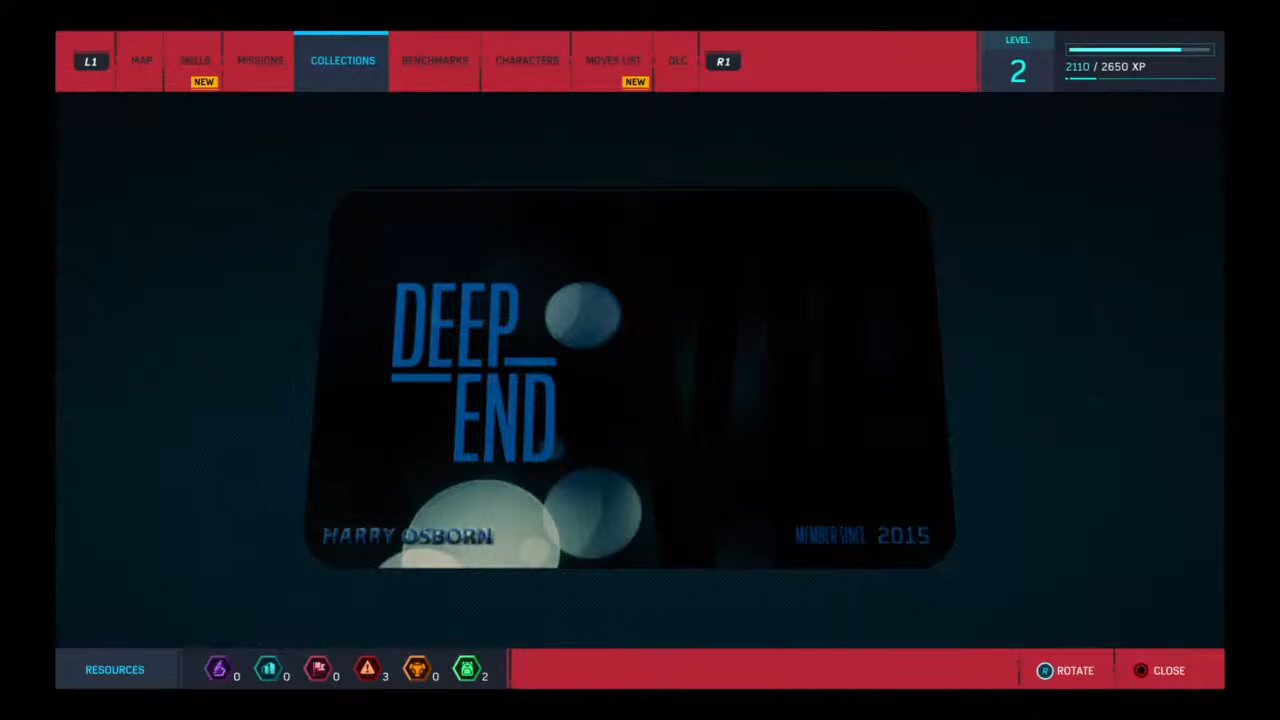 L1 MAP SKILLS MISSIONS COLLECTIONS BENCHMARKS CHARACTERS MOVES LIST DLC R1
NEW NEW
LEVEL
2
2110 / 2650 XP
DEEP_
END
HARRY OSBORN MEMBER SINCE 2015
RESOURCES 0 0 0 3 0 2 R ROTATE CLOSE